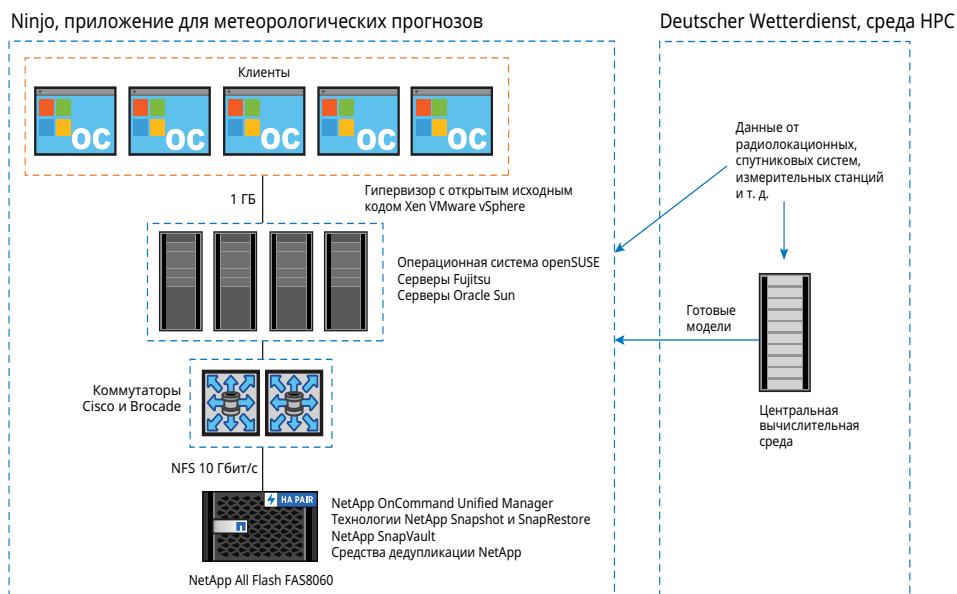 Ninjo, приложение для метеорологических прогнозов
Deutscher Wetterdienst, среда HPC
Клиенты
ОС
ОС
ОС
ОС
ОС
1 ГБ
Гипервизор с открытым исходным
кодом Xen VMware vSphere
Операционная система openSUSE
Серверы Fujitsu
Серверы Oracle Sun
Коммутаторы
Cisco и Brocade
NFS 10 Гбит/с
HA PAIR
NetApp OnCommand Unified Manager
Технологии NetApp Snapshot и SnapRestore
NetApp SnapVault
Средства дедупликации NetApp
NetApp All Flash FAS8060
Данные от
радиолокационных,
спутниковых систем,
измерительных станций
и т. д.
Готовые
модели
Центральная
вычислительная
среда